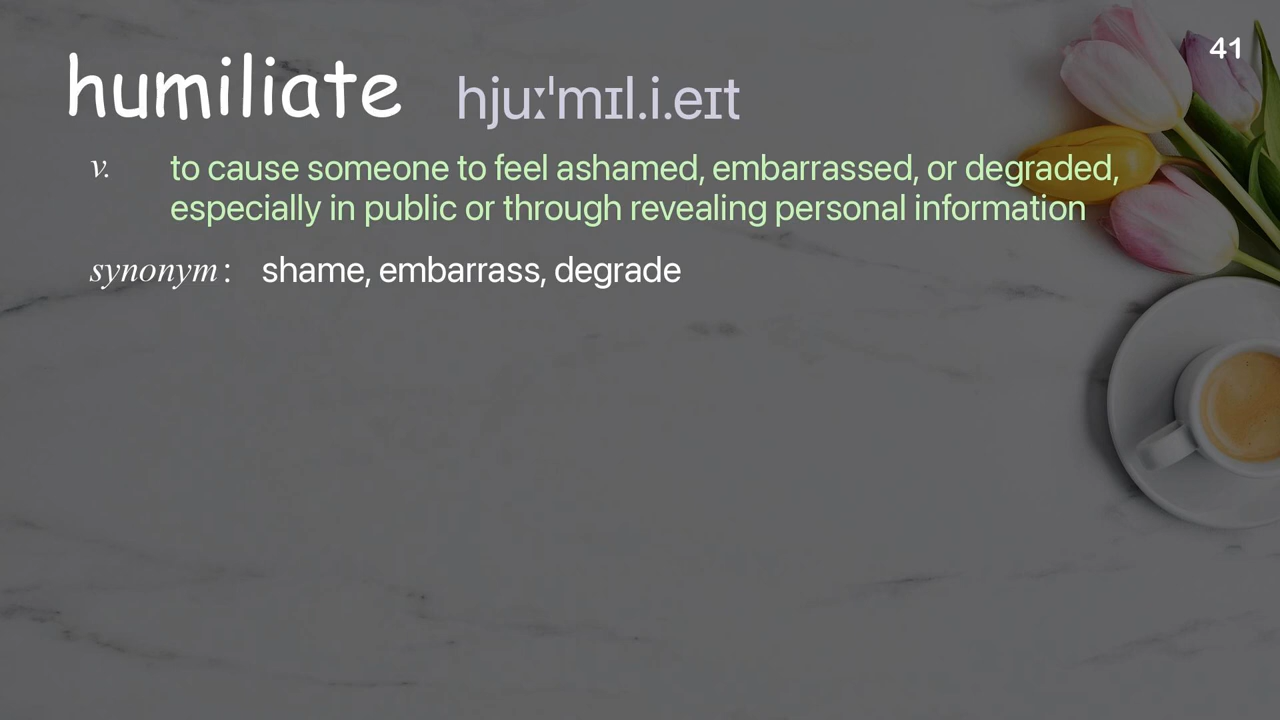 41
humiliate hjuːˈmɪl.i.eɪt
v. to cause someone to feel ashamed, embarrassed, or degraded,
especially in public or through revealing personal information
synonym: shame, embarrass, degrade